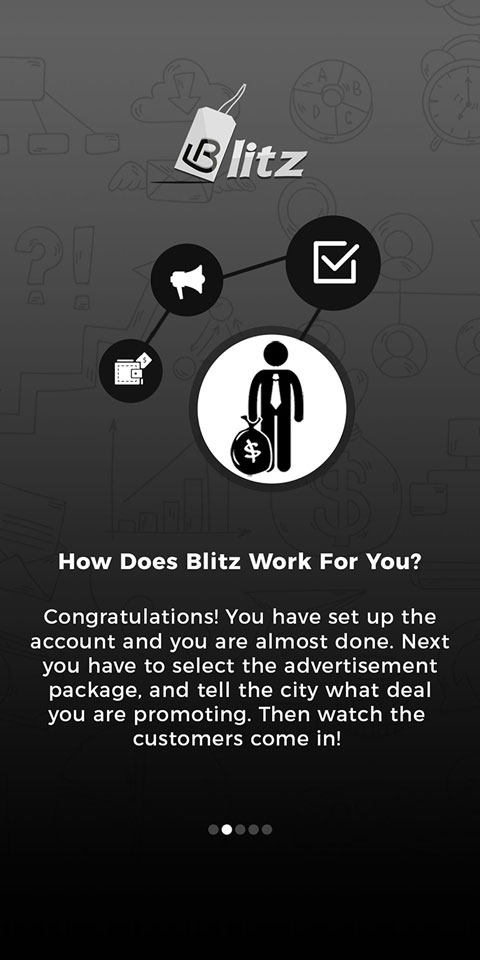 Blitz
How Does Blitz Work For You?
Congratulations! You have set up the
account and you are almost done. Next
you have to select the advertisement
package, and tell the city what deal
you are promoting. Then watch the
customers come in!